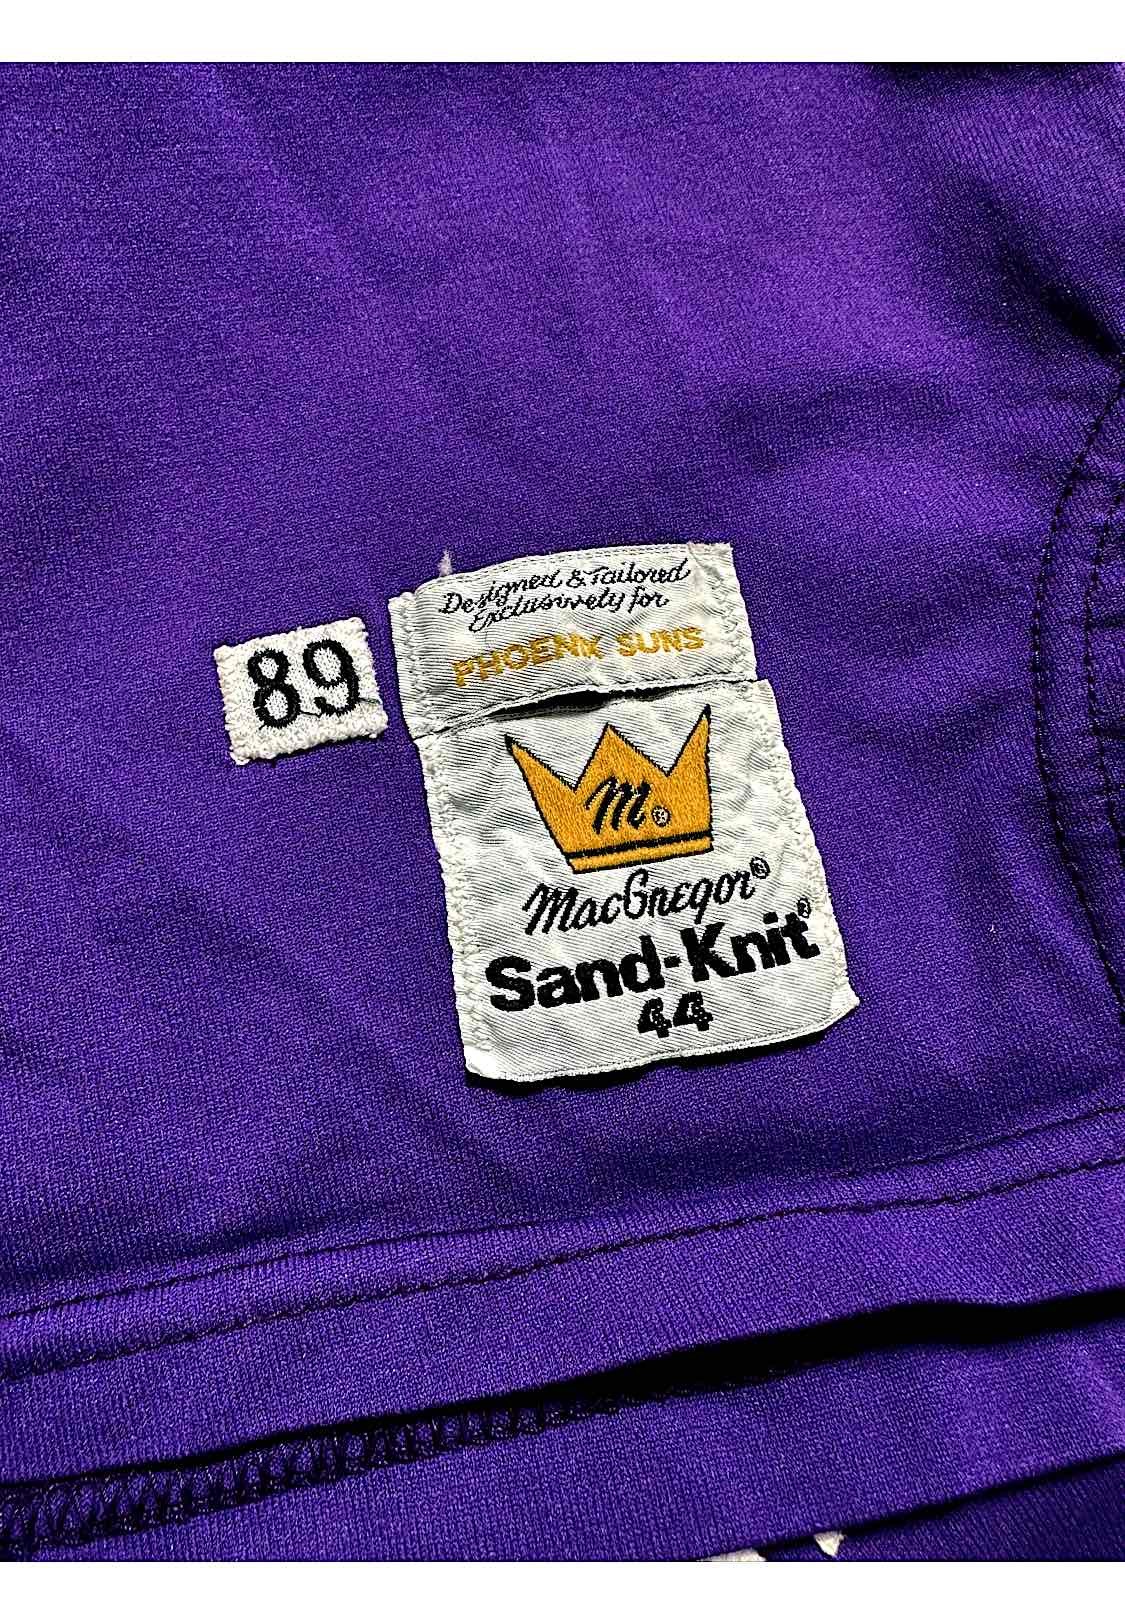 89
Designed & Tailored
Exclusively for
PHOENIX SUNS
M®
MacGregor®
Sand-Knit®
44